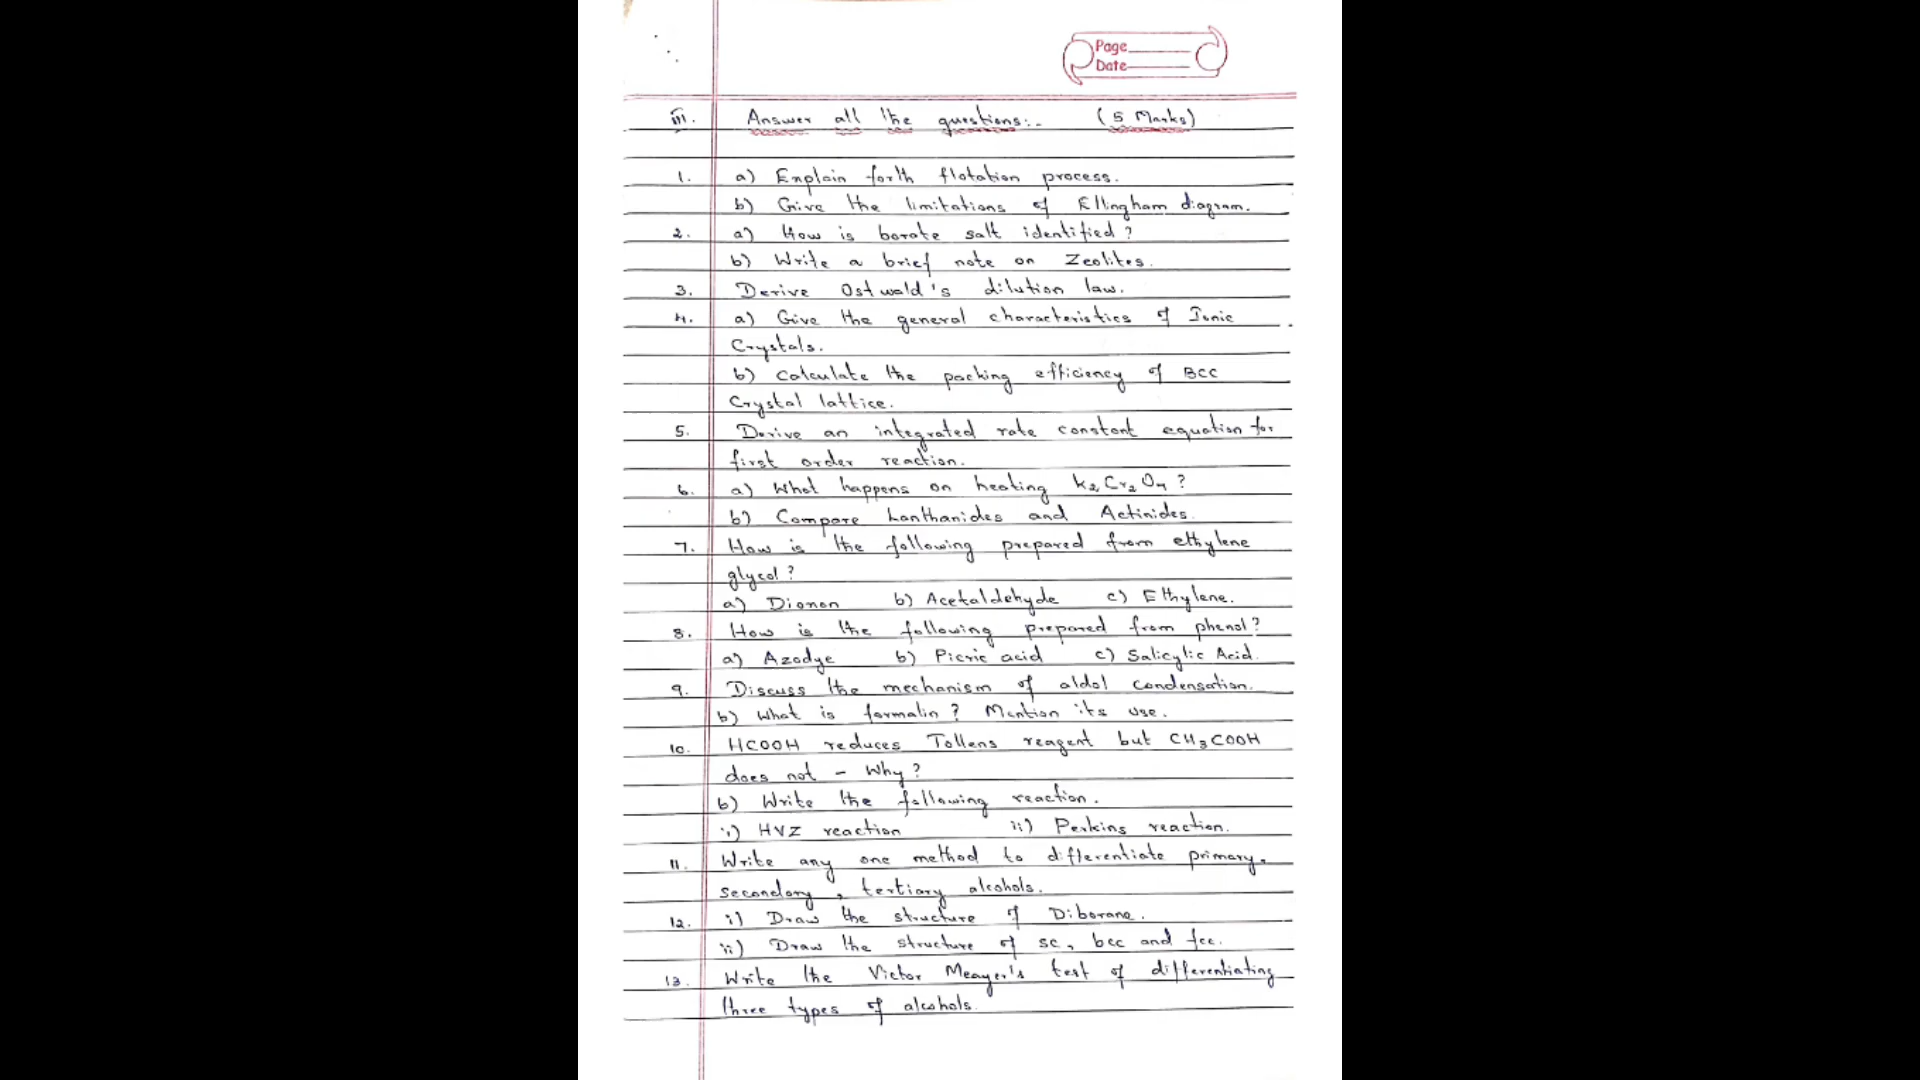 Page
Date
III. Answer all the questions:- (5 Marks)
1. a) Explain forth flotation process.
b) Give the limitations of Ellingham diagram.
2. a) How is borate salt identified?
b) Write a brief note on Zeolites.
3. Derive Ostwald's dilution law.
4. a) Give the general characteristics of Ionic
Crystals.
b) Calculate the packing efficiency of BCC
Crystal lattice.
5. Derive an integrated rate constant equation for
first order reaction.
6. a) What happens on heating K₂Cr₂O₄?
b) Compare Lanthanides and Actinides.
7. How is the following prepared from ethylene
glycol?
a) Dionon b) Acetaldehyde c) Ethylene.
8. How is the following prepared from phenol?
a) Azodye b) Picric acid c) Salicylic Acid.
9. Discuss the mechanism of aldol condensation.
b) What is formalin? Mention its use.
10. HCOOH reduces Tollens reagent but CH₃COOH
does not - Why?
b) Write the following reaction.
i) HVZ reaction ii) Perkins reaction.
11. Write any one method to differentiate primary,
secondary, tertiary alcohols.
12. i) Draw the structure of Diborane.
ii) Draw the structure of sc, bcc and fcc.
13. Write the Victor Meayer's test of differentiating
three types of alcohols.